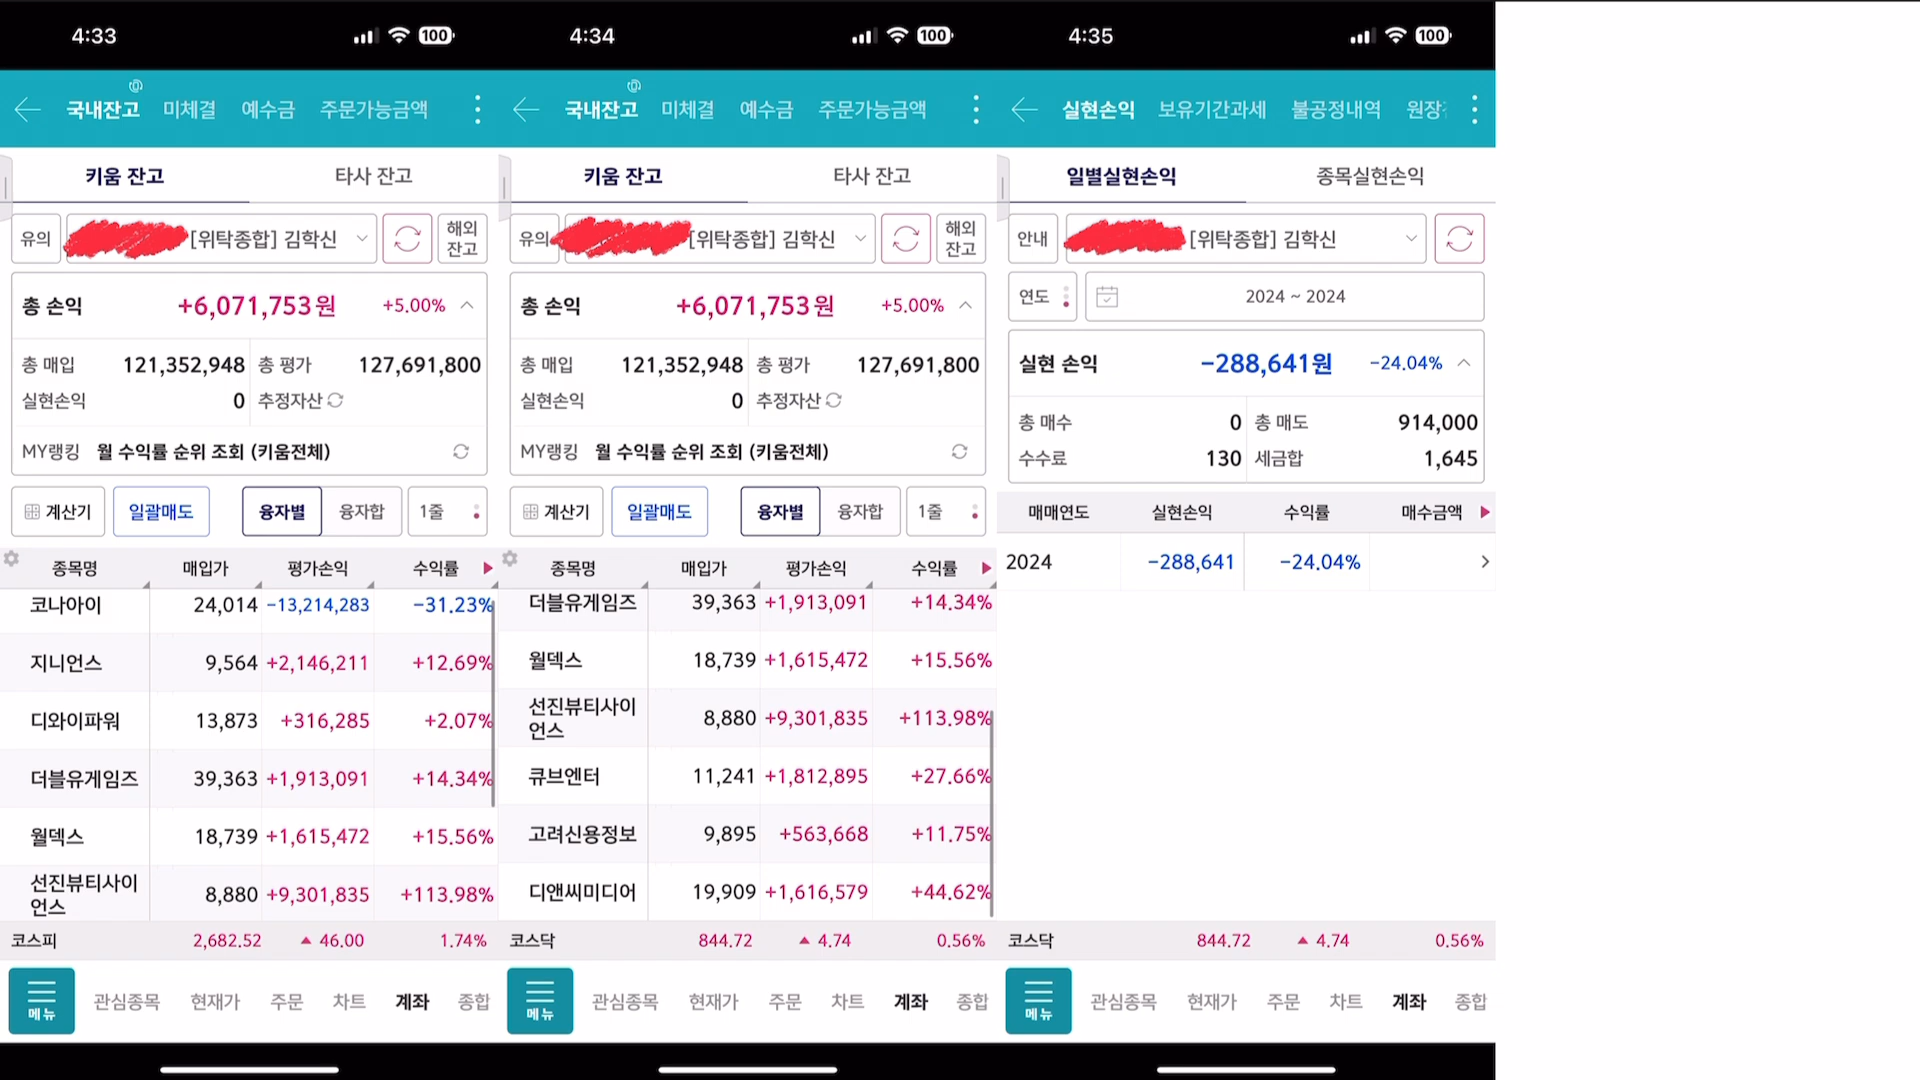 4:33
100
국내잔고 미체결 예수금 주문가능금액
키움 잔고 타사 잔고
유의 [위탁종합] 김학신 해외 잔고
총 손익 +6,071,753원 +5.00%
총 매입 121,352,948 총 평가 127,691,800
실현손익 0 추정자산
MY랭킹 월 수익률 순위 조회 (키움전체)
계산기 일괄매도 융자별 융자합 1줄
종목명 매입가 평가손익 수익률
코나아이 24,014 -13,214,283 -31.23%
지니언스 9,564 +2,146,211 +12.69%
디와이파워 13,873 +316,285 +2.07%
더블유게임즈 39,363 +1,913,091 +14.34%
월덱스 18,739 +1,615,472 +15.56%
선진뷰티사이언스 8,880 +9,301,835 +113.98%
코스피 2,682.52 ▲ 46.00 1.74%
메뉴 관심종목 현재가 주문 차트 계좌 종합
4:34
100
국내잔고 미체결 예수금 주문가능금액
키움 잔고 타사 잔고
유의 [위탁종합] 김학신 해외 잔고
총 손익 +6,071,753원 +5.00%
총 매입 121,352,948 총 평가 127,691,800
실현손익 0 추정자산
MY랭킹 월 수익률 순위 조회 (키움전체)
계산기 일괄매도 융자별 융자합 1줄
종목명 매입가 평가손익 수익률
더블유게임즈 39,363 +1,913,091 +14.34%
월덱스 18,739 +1,615,472 +15.56%
선진뷰티사이언스 8,880 +9,301,835 +113.98%
큐브엔터 11,241 +1,812,895 +27.66%
고려신용정보 9,895 +563,668 +11.75%
디앤씨미디어 19,909 +1,616,579 +44.62%
코스닥 844.72 ▲ 4.74 0.56%
메뉴 관심종목 현재가 주문 차트 계좌 종합
4:35
100
실현손익 보유기간과세 불공정내역 원장
일별실현손익 종목실현손익
안내 [위탁종합] 김학신
연도 2024 ~ 2024
실현 손익 -288,641원 -24.04%
총 매수 0 총 매도 914,000
수수료 130 세금합 1,645
매매연도 실현손익 수익률 매수금액
2024 -288,641 -24.04%
코스닥 844.72 ▲ 4.74 0.56%
메뉴 관심종목 현재가 주문 차트 계좌 종합